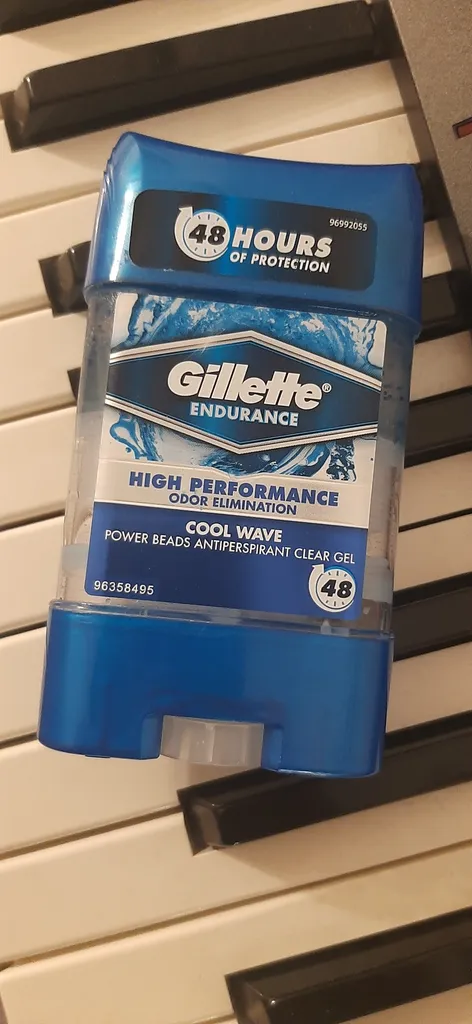 96992055
48 HOURS
OF PROTECTION
Gillette®
ENDURANCE
HIGH PERFORMANCE
ODOR ELIMINATION
COOL WAVE
POWER BEADS ANTIPERSPIRANT CLEAR GEL
48
96358495